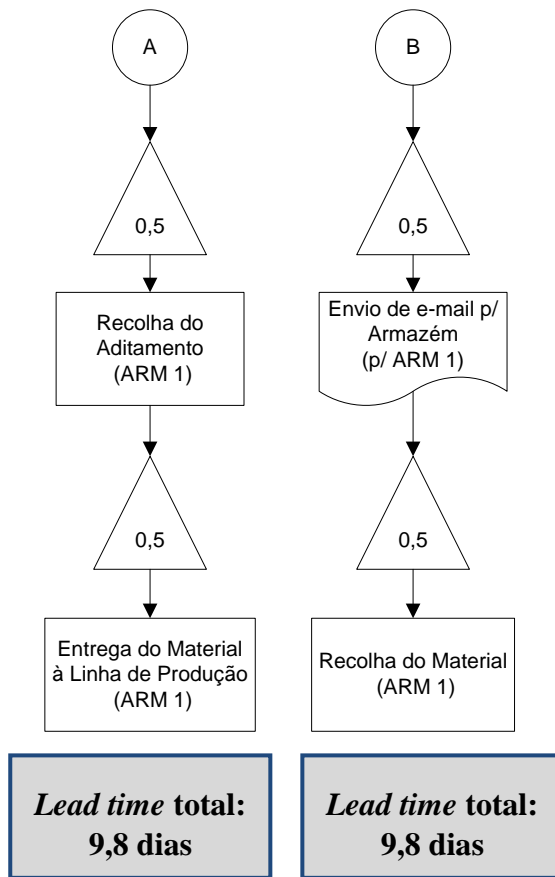 A
0,5
Recolha do
Aditamento
(ARM 1)
0,5
Entrega do Material
à Linha de Produção
(ARM 1)
Lead time total:
9,8 dias
B
0,5
Envio de e-mail p/
Armazém
(p/ ARM 1)
0,5
Recolha do Material
(ARM 1)
Lead time total:
9,8 dias